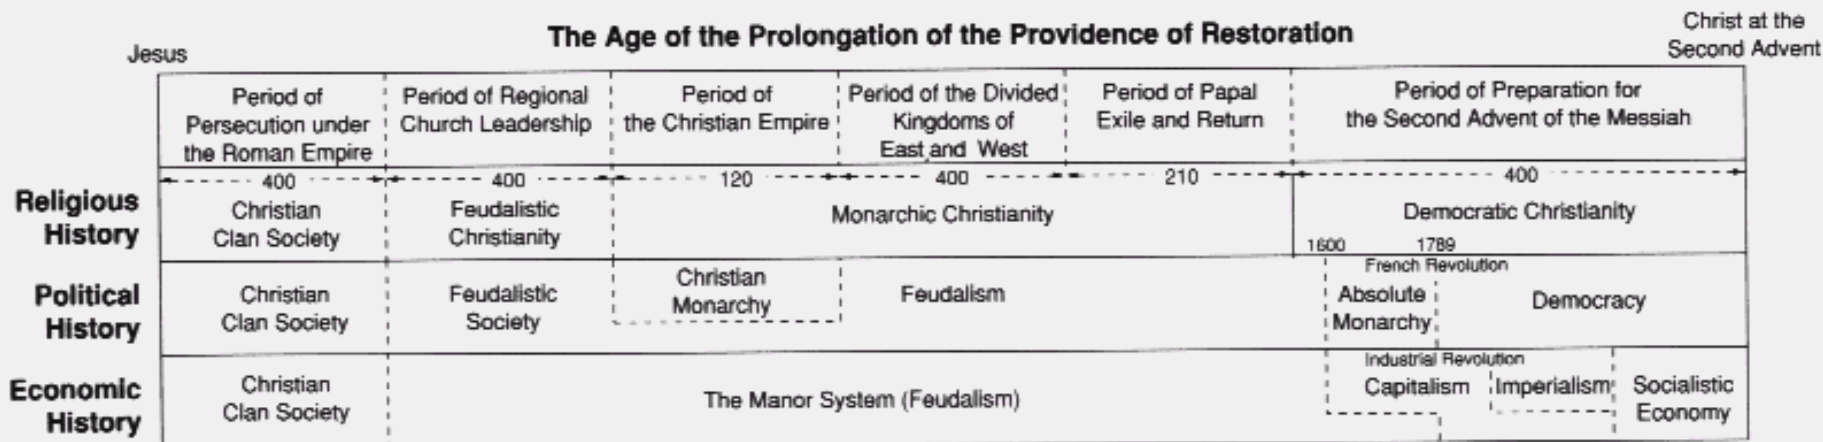 The Age of the Prolongation of the Providence of Restoration
Jesus
Christ at the
Second Advent
Period of
Persecution under
the Roman Empire
Period of Regional
Church Leadership
Period of
the Christian Empire
Period of the Divided
Kingdoms of
East and West
Period of Papal
Exile and Return
Period of Preparation for
the Second Advent of the Messiah
400 400 120 400 210 400
Religious
History
Christian
Clan Society
Feudalistic
Christianity
Monarchic Christianity
Democratic Christianity
1600 1789
French Revolution
Political
History
Christian
Clan Society
Feudalistic
Society
Christian
Monarchy
Feudalism
Absolute
Monarchy
Democracy
Industrial Revolution
Economic
History
Christian
Clan Society
The Manor System (Feudalism)
Capitalism
Imperialism
Socialistic
Economy